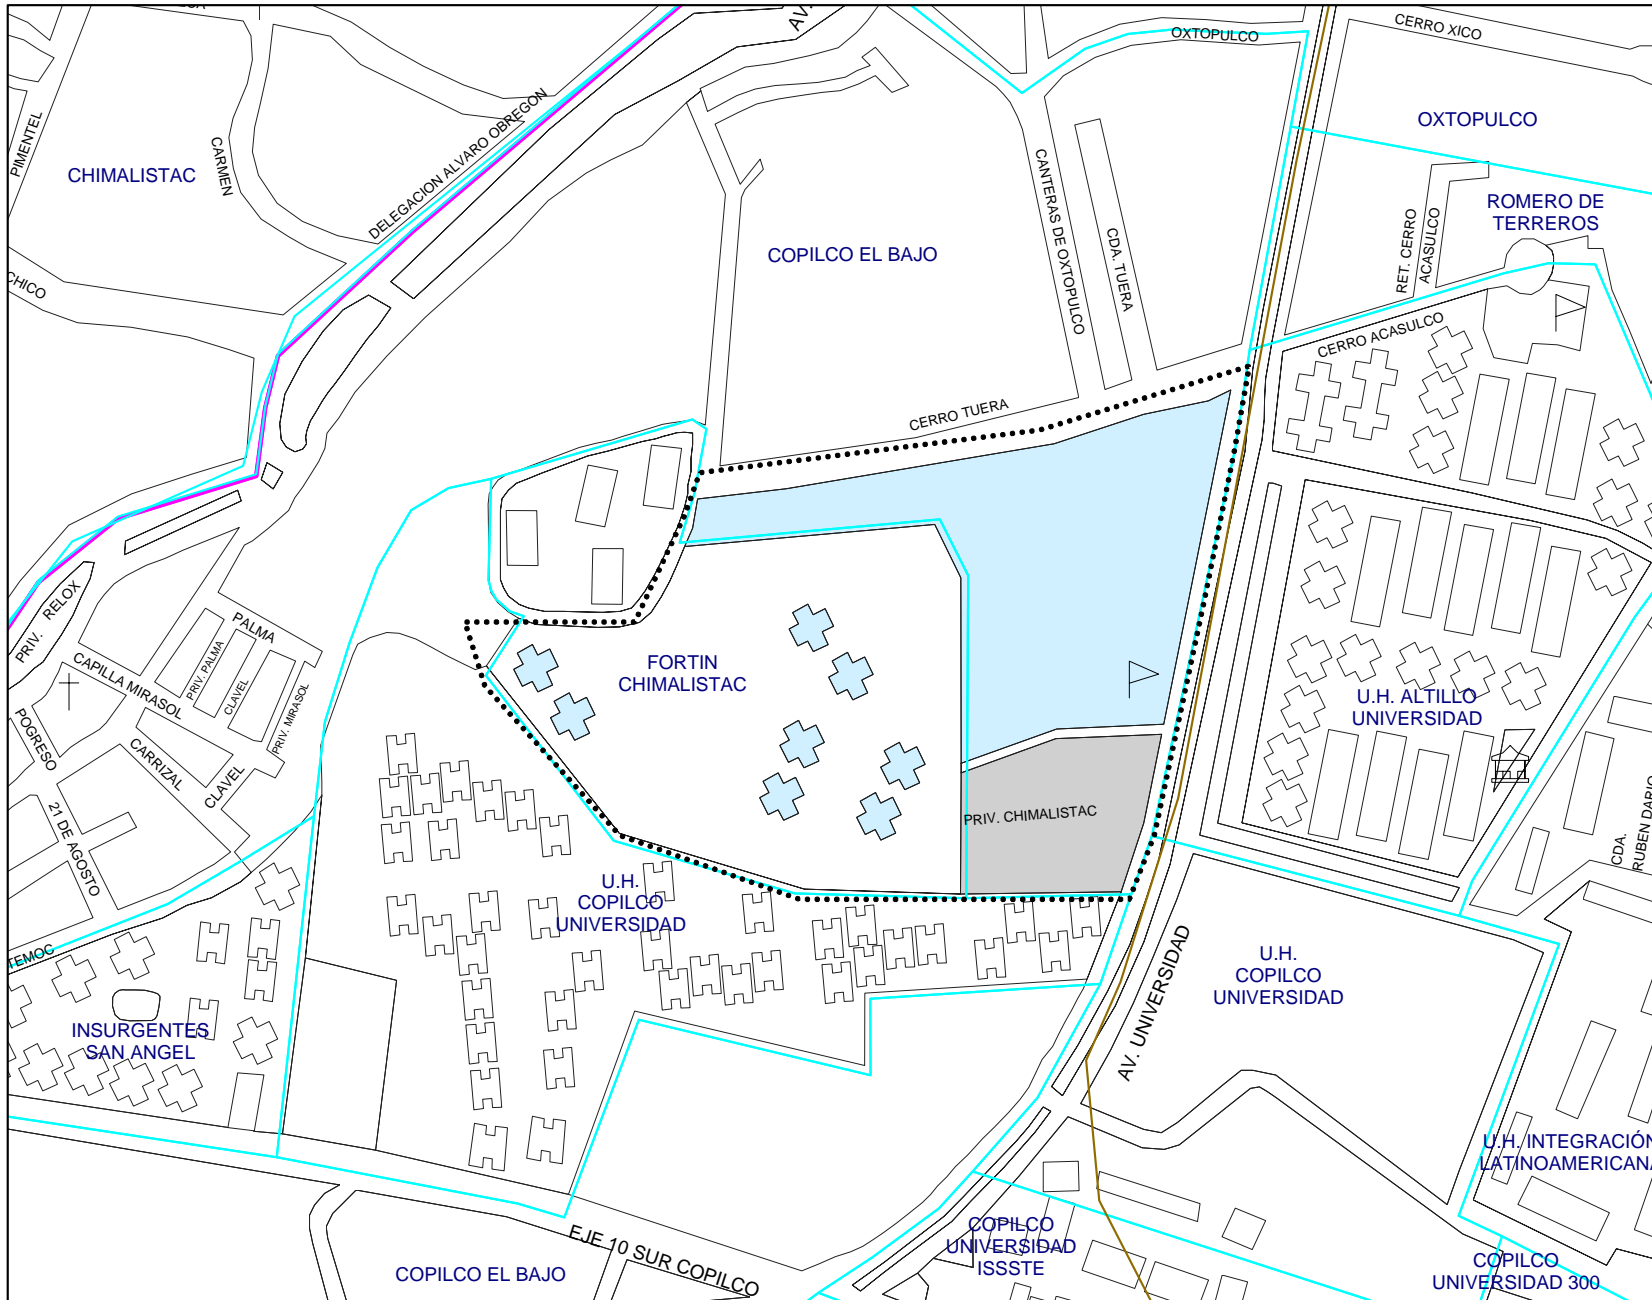 AV.
OXTOPULCO
CERRO XICO
PIMENTEL
CARMEN
CHIMALISTAC
DELEGACION ALVARO OBREGON
OXTOPULCO
ROMERO DE
TERREROS
RET. CERRO
ACASULCO
CANTERAS DE OXTOPULCO
CDA. TUERA
COPILCO EL BAJO
CHICO
CERRO ACASULCO
CERRO TUERA
PRIV. RELOX
PALMA
PRIV. PALMA
CLAVEL
CAPILLA MIRASOL
PRIV. MIRASOL
FORTIN
CHIMALISTAC
U.H. ALTILLO
UNIVERSIDAD
POGRESO
CARRIZAL
CLAVEL
21 DE AGOSTO
PRIV. CHIMALISTAC
CDA.
RUBEN DARIO
U.H.
COPILCO
UNIVERSIDAD
TEMOC
U.H.
COPILCO
UNIVERSIDAD
AV. UNIVERSIDAD
INSURGENTES
SAN ANGEL
U.H. INTEGRACIÓN
LATINOAMERICANA
EJE 10 SUR COPILCO
COPILCO
UNIVERSIDAD
ISSSTE
COPILCO EL BAJO
COPILCO
UNIVERSIDAD 300